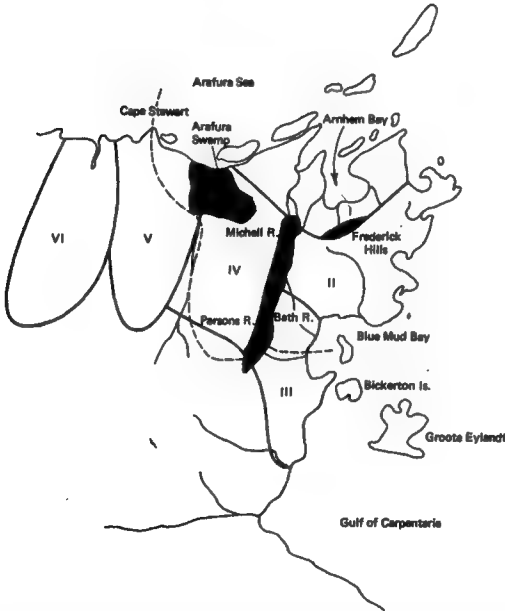 Arafura Sea
Cape Stewart
Arafura
Swamp
Arnhem Bay
Frederick
Hills
Michell R.
VI
V
IV
II
Persons R.
Bath R.
Blue Mud Bay
III
Bickerton Is.
Groote Eylandt
Gulf of Carpentaria